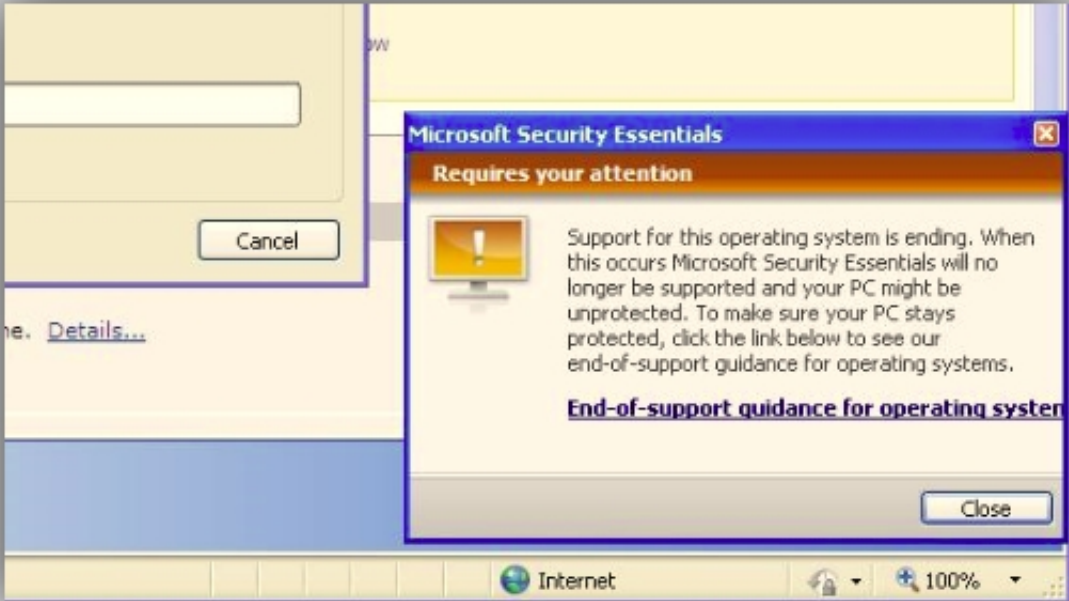 Microsoft Security Essentials
Requires your attention
Support for this operating system is ending. When
this occurs Microsoft Security Essentials will no
longer be supported and your PC might be
unprotected. To make sure your PC stays
protected, click the link below to see our
end-of-support guidance for operating systems.
End-of-support guidance for operating
Close
Cancel
Details...
Internet
100%